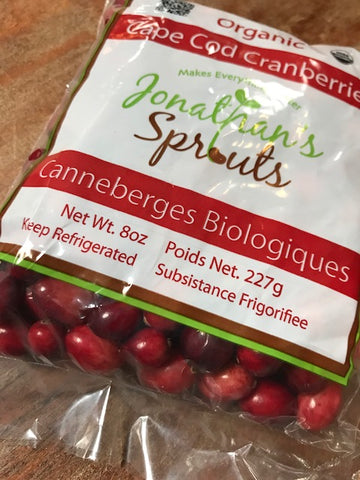 Organic
Cape Cod Cranberrie
Makes Every
Jonathan's
Sprouts
Canneberges Biologiques
Net Wt. 8oz
Keep Refrigerated
Poids Net. 227g
Subsistance Frigorifiee